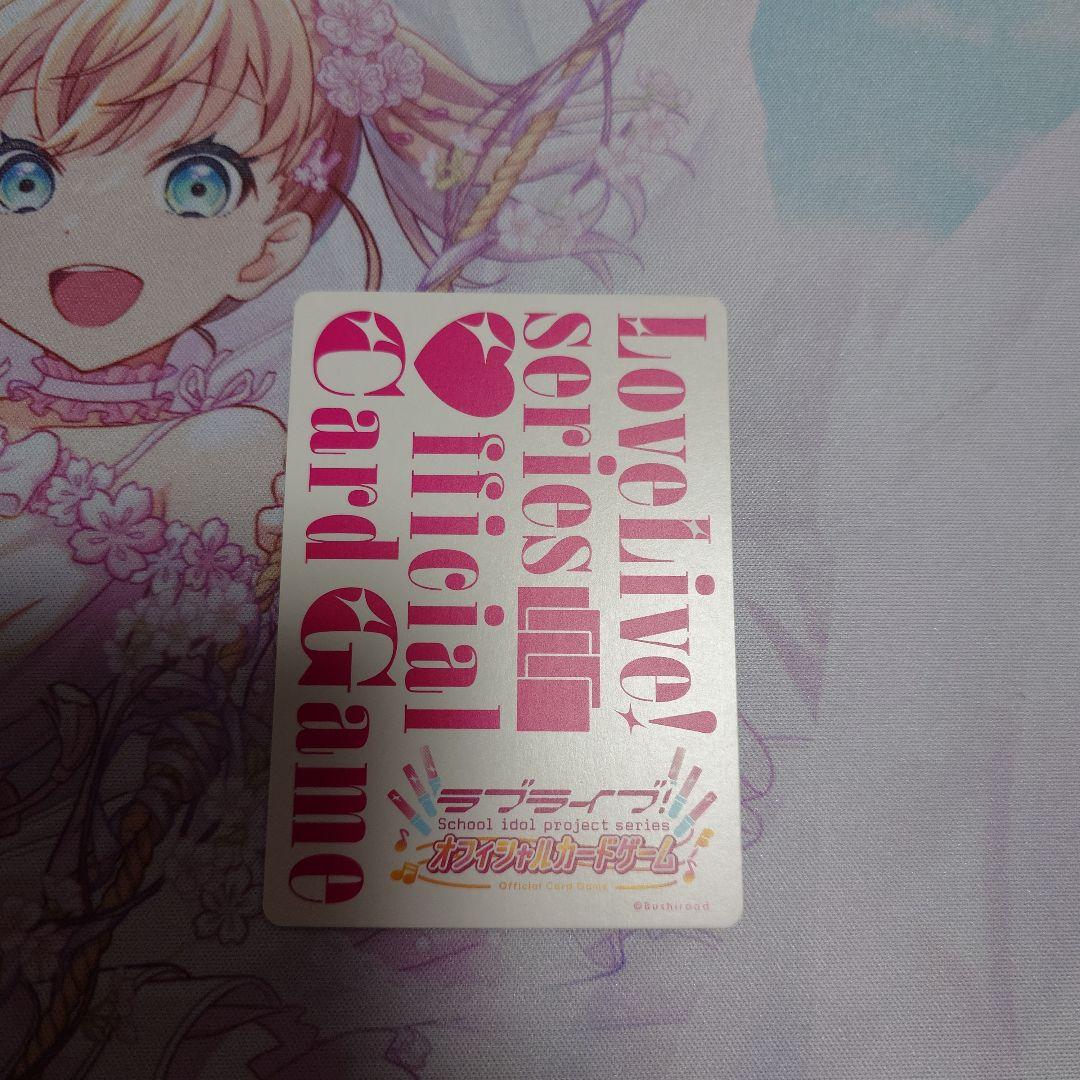 LoveLive!
series
♥fficial
Card Game
ラブライブ!
School idol project series
オフィシャルカードゲーム
Official Card Game
©Bushiroad